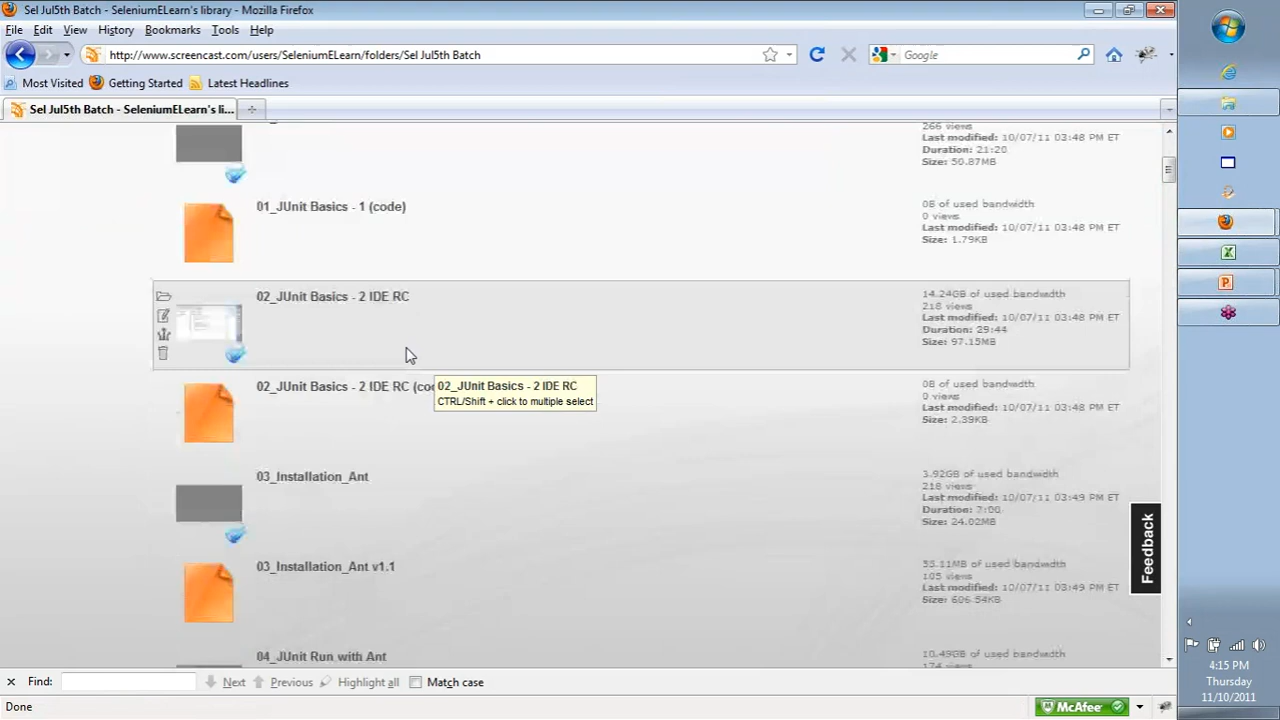 Sel Jul5th Batch - SeleniumELearn's library - Mozilla Firefox
File Edit View History Bookmarks Tools Help
http://www.screencast.com/users/SeleniumELearn/folders/Sel Jul5th Batch
Google
Most Visited Getting Started Latest Headlines
Sel Jul5th Batch - SeleniumELearn's li...
266 views
Last modified: 10/07/11 03:48 PM ET
Duration: 21:20
Size: 50.87MB
01_JUnit Basics - 1 (code)
0B of used bandwidth
0 views
Last modified: 10/07/11 03:48 PM ET
Size: 1.79KB
02_JUnit Basics - 2 IDE RC
14.24GB of used bandwidth
218 views
Last modified: 10/07/11 03:48 PM ET
Duration: 29:44
Size: 97.15MB
02_JUnit Basics - 2 IDE RC (co
02_JUnit Basics - 2 IDE RC
CTRL/Shift + click to multiple select
0B of used bandwidth
0 views
Last modified: 10/07/11 03:48 PM ET
Size: 2.39KB
03_Installation_Ant
3.92GB of used bandwidth
218 views
Last modified: 10/07/11 03:49 PM ET
Duration: 7:00
Size: 24.02MB
03_Installation_Ant v1.1
55.11MB of used bandwidth
105 views
Last modified: 10/07/11 03:49 PM ET
Size: 606.54KB
04_JUnit Run with Ant
10.49GB of used bandwidth
174 views
Feedback
Find: Next Previous Highlight all Match case
Done
McAfee
4:15 PM
Thursday
11/10/2011